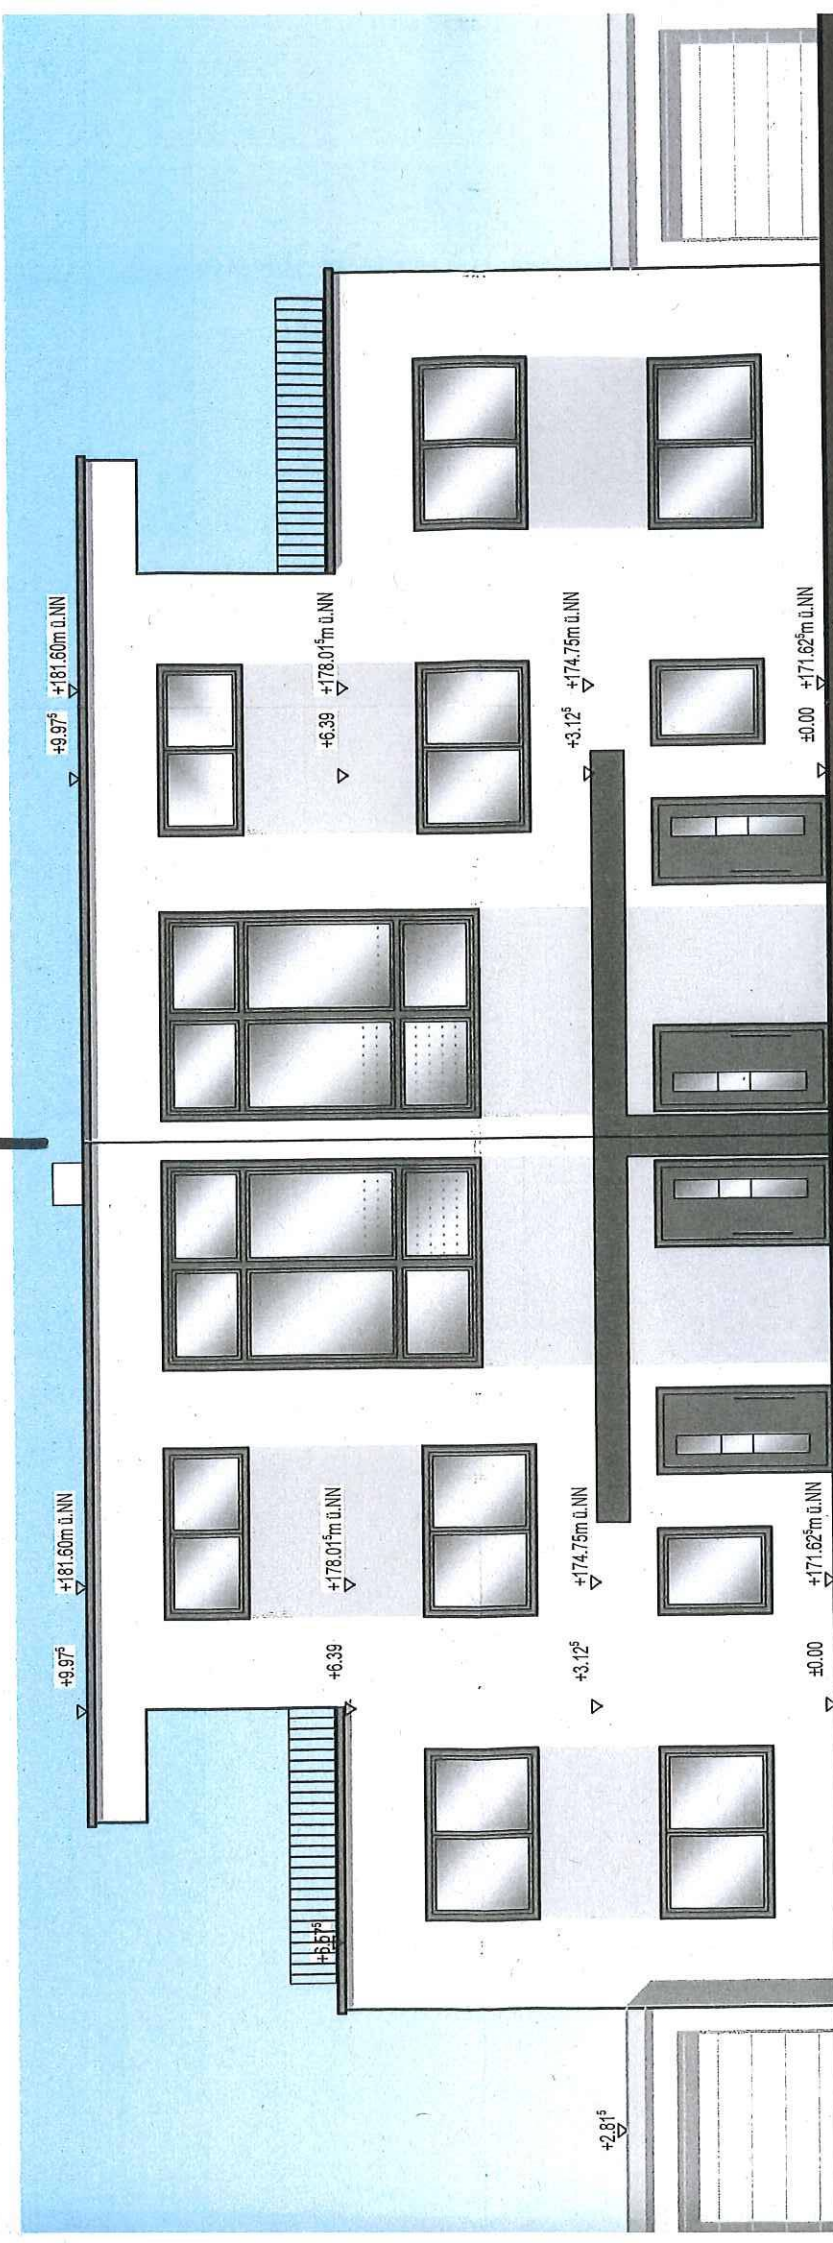 +9.97⁵ +181.60m ü.NN
+9.97⁵ +181.60m ü.NN
+6.39 +178.01⁵m ü.NN
+6.39 +178.01⁵m ü.NN
+6.57⁵
+3.12⁵ +174.75m ü.NN
+3.12⁵ +174.75m ü.NN
+2.81⁵
±0.00 +171.62⁵m ü.NN
±0.00 +171.62⁵m ü.NN